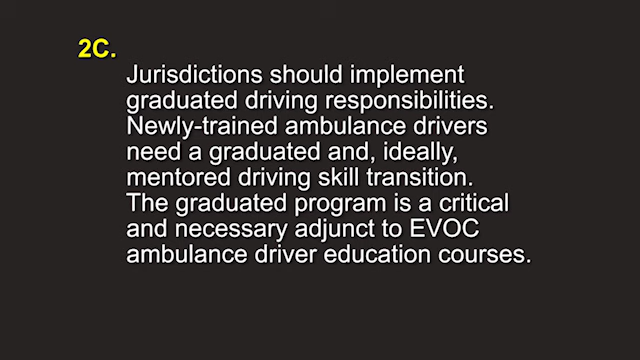 2C.
Jurisdictions should implement
graduated driving responsibilities.
Newly-trained ambulance drivers
need a graduated and, ideally,
mentored driving skill transition.
The graduated program is a critical
and necessary adjunct to EVOC
ambulance driver education courses.